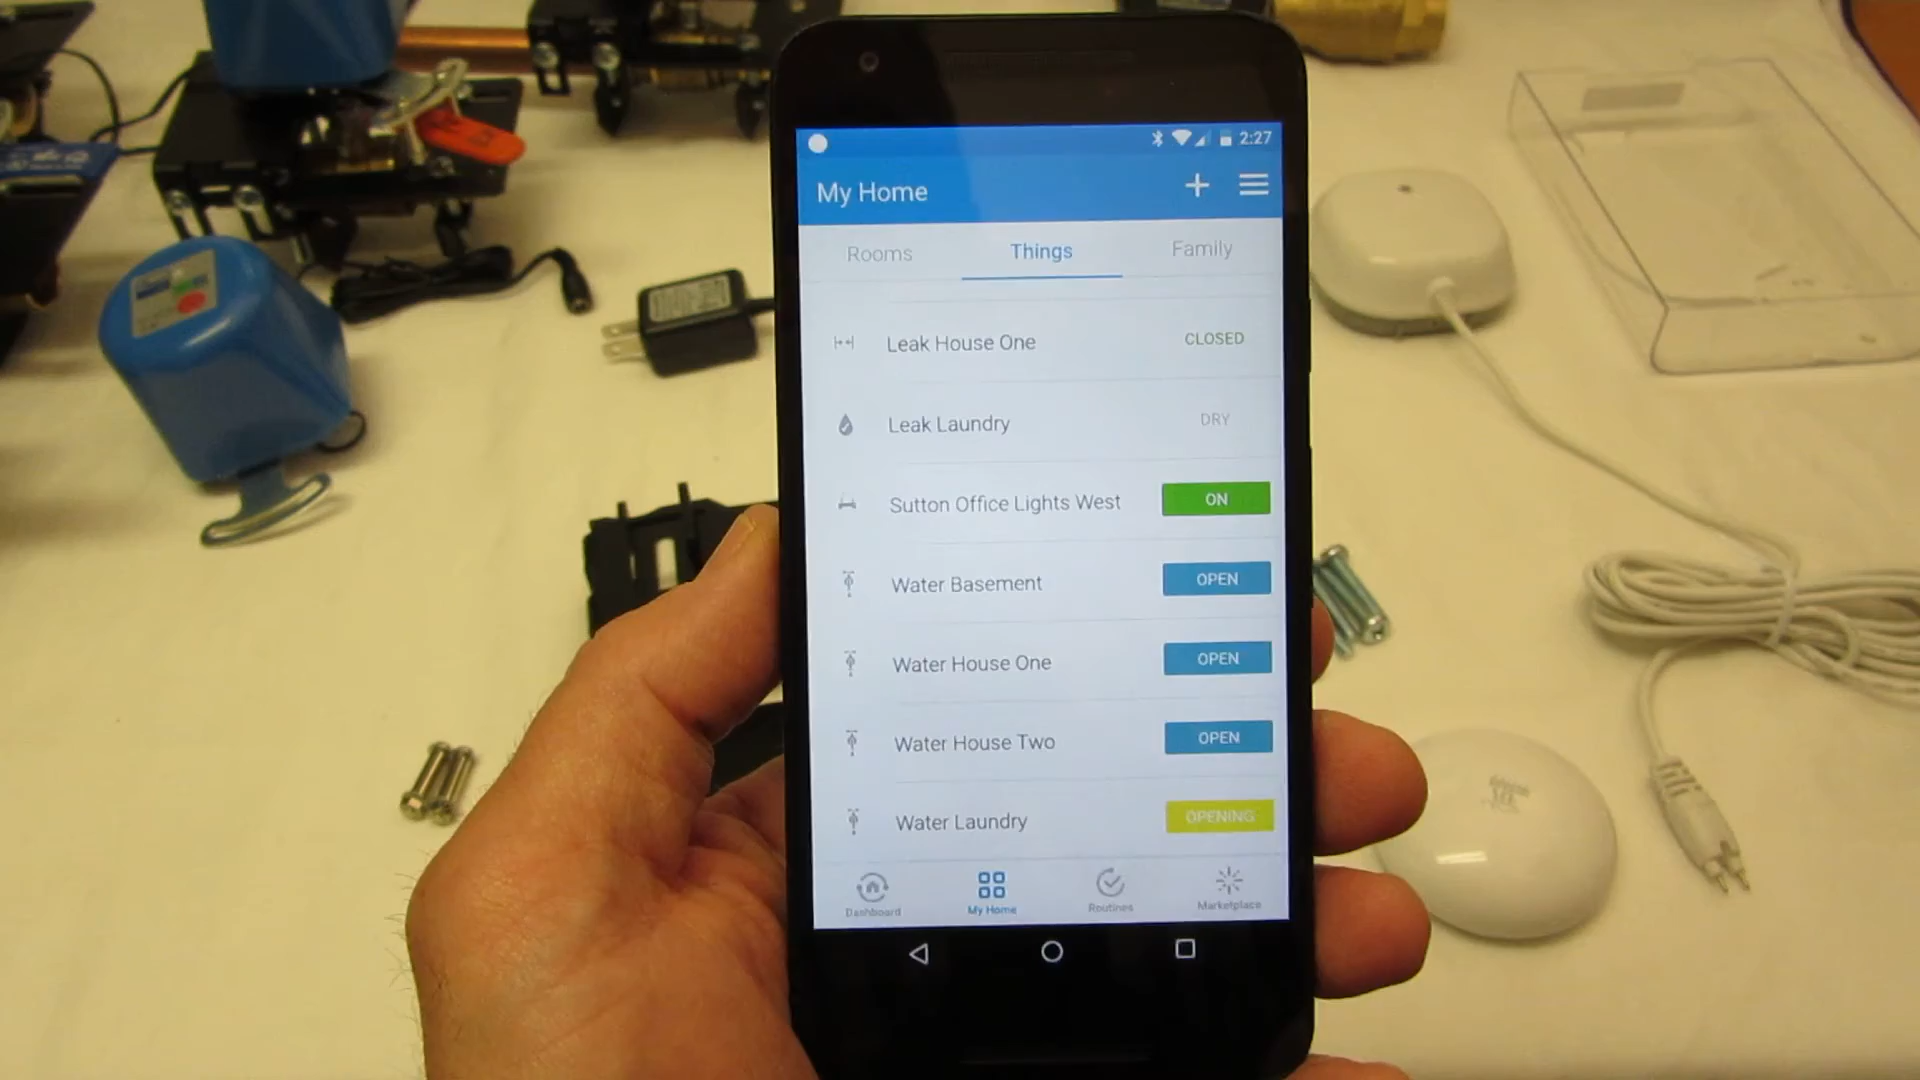 2:27
My Home
Rooms Things Family
Leak House One CLOSED
Leak Laundry DRY
Sutton Office Lights West ON
Water Basement OPEN
Water House One OPEN
Water House Two OPEN
Water Laundry OPENING
Dashboard My Home Routines Marketplace